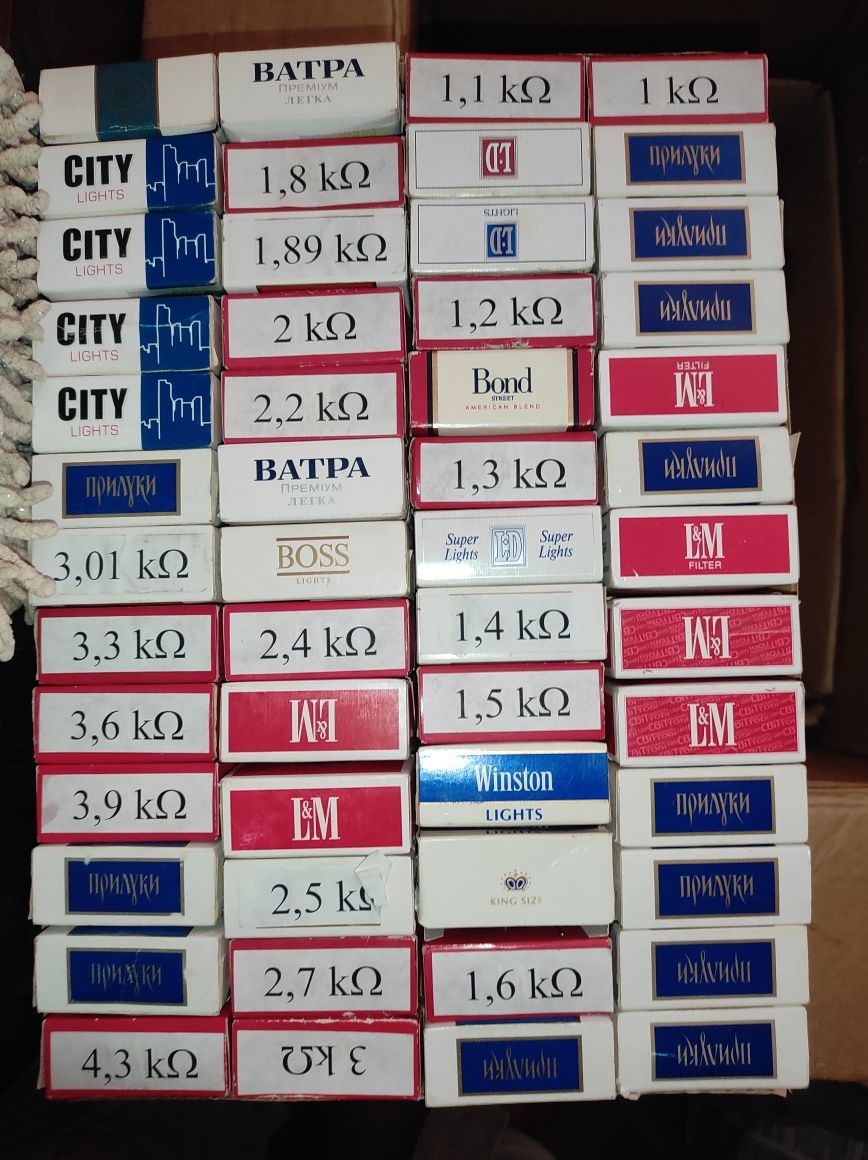 ВАТРА
ПРЕМІУМ
ЛЕГКА
1,1 kΩ
1 kΩ
CITY
LIGHTS
1,8 kΩ
LD
ПРИЛУКИ
CITY
LIGHTS
1,89 kΩ
LD
LIGHTS
ПРИЛУКИ
CITY
LIGHTS
2 kΩ
1,2 kΩ
ПРИЛУКИ
CITY
LIGHTS
2,2 kΩ
Bond
STREET
AMERICAN BLEND
L&M
FILTER
ПРИЛУКИ
ВАТРА
ПРЕМІУМ
ЛЕГКА
1,3 kΩ
ПРИЛУКИ
3,01 kΩ
BOSS
LIGHTS
Super Lights
LD
Super Lights
L&M
FILTER
3,3 kΩ
2,4 kΩ
1,4 kΩ
L&M
3,6 kΩ
L&M
1,5 kΩ
L&M
3,9 kΩ
L&M
Winston
LIGHTS
ПРИЛУКИ
ПРИЛУКИ
2,5 kΩ
KING SIZE
ПРИЛУКИ
ПРИЛУКИ
2,7 kΩ
1,6 kΩ
ПРИЛУКИ
4,3 kΩ
3 kΩ
ПРИЛУКИ
ПРИЛУКИ